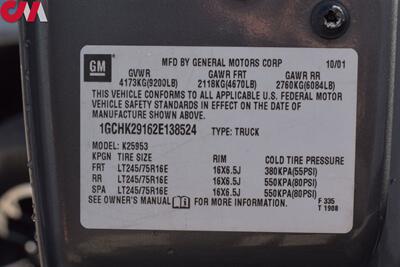 CM
GM
MFD BY GENERAL MOTORS CORP 10/01
GVWR GAWR FRT GAWR RR
4173KG(9200LB) 2118KG(4670LB) 2760KG(6084LB)
THIS VEHICLE CONFORMS TO ALL APPLICABLE U.S. FEDERAL MOTOR
VEHICLE SAFETY STANDARDS IN EFFECT ON THE DATE OF
MANUFACTURE SHOWN ABOVE.
1GCHK29162E138524 TYPE: TRUCK
MODEL: K25953
KPGN TIRE SIZE RIM COLD TIRE PRESSURE
FRT LT245/75R16E 16X6.5J 380KPA(55PSI)
RR LT245/75R16E 16X6.5J 550KPA(80PSI)
SPA LT245/75R16E 16X6.5J 550KPA(80PSI)
SEE OWNER'S MANUAL FOR MORE INFORMATION.
F 335
T 1908